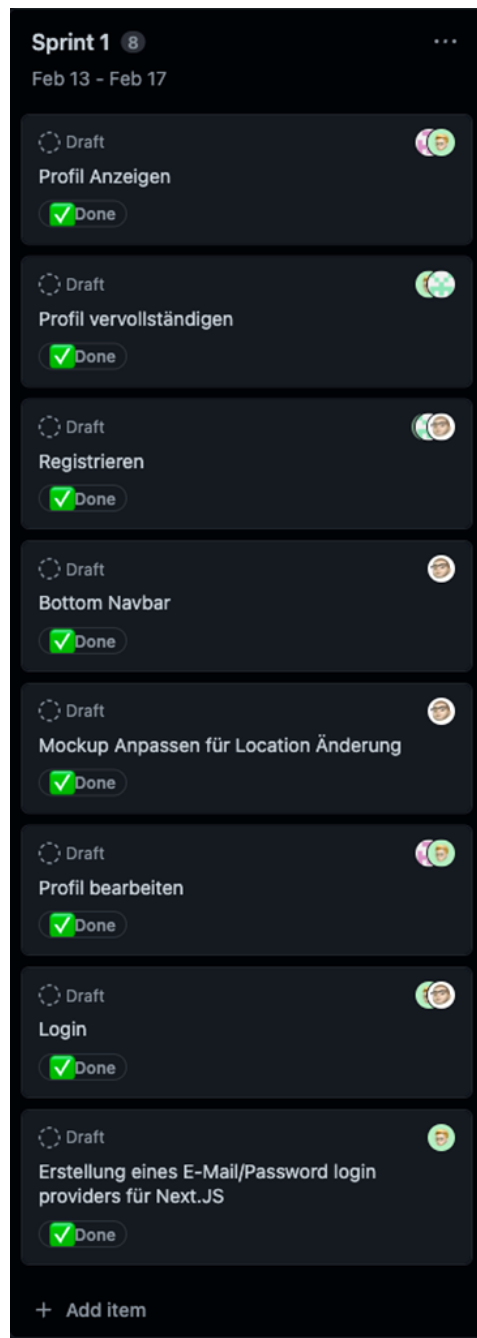 Sprint 1 8
Feb 13 - Feb 17
Draft
Profil Anzeigen
Done
Draft
Profil vervollständigen
Done
Draft
Registrieren
Done
Draft
Bottom Navbar
Done
Draft
Mockup Anpassen für Location Änderung
Done
Draft
Profil bearbeiten
Done
Draft
Login
Done
Draft
Erstellung eines E-Mail/Password login
providers für Next.JS
Done
+ Add item